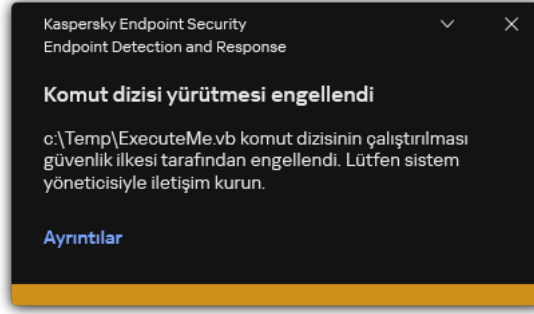 Kaspersky Endpoint Security
Endpoint Detection and Response
Komut dizisi yürütmesi engellendi
c:\Temp\ExecuteMe.vb komut dizisinin çalıştırılması
güvenlik ilkesi tarafından engellendi. Lütfen sistem
yöneticisiyle iletişim kurun.
Ayrıntılar